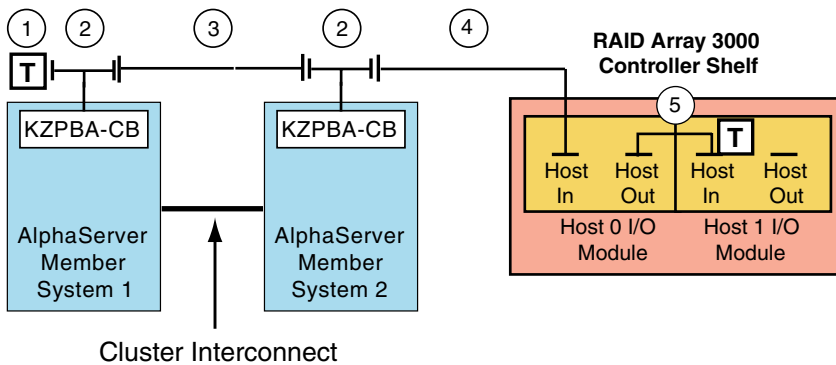 1
2
3
2
4
RAID Array 3000
Controller Shelf
T
5
T
KZPBA-CB
KZPBA-CB
Host
In
Host
Out
Host
In
Host
Out
Host 0 I/O
Module
Host 1 I/O
Module
AlphaServer
Member
System 1
AlphaServer
Member
System 2
Cluster Interconnect